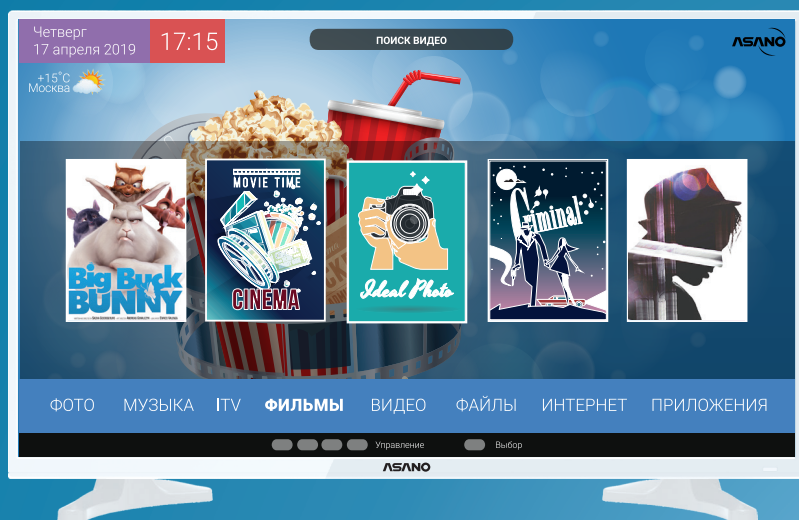 Четверг
17 апреля 2019
17:15
ПОИСК ВИДЕО
ASANO
+15°C
Москва
Big Buck
BUNNY
MOVIE TIME
CINEMA
Ideal Photo
Criminal
ФОТО МУЗЫКА ITV ФИЛЬМЫ ВИДЕО ФАЙЛЫ ИНТЕРНЕТ ПРИЛОЖЕНИЯ
Управление Выбор
ASANO